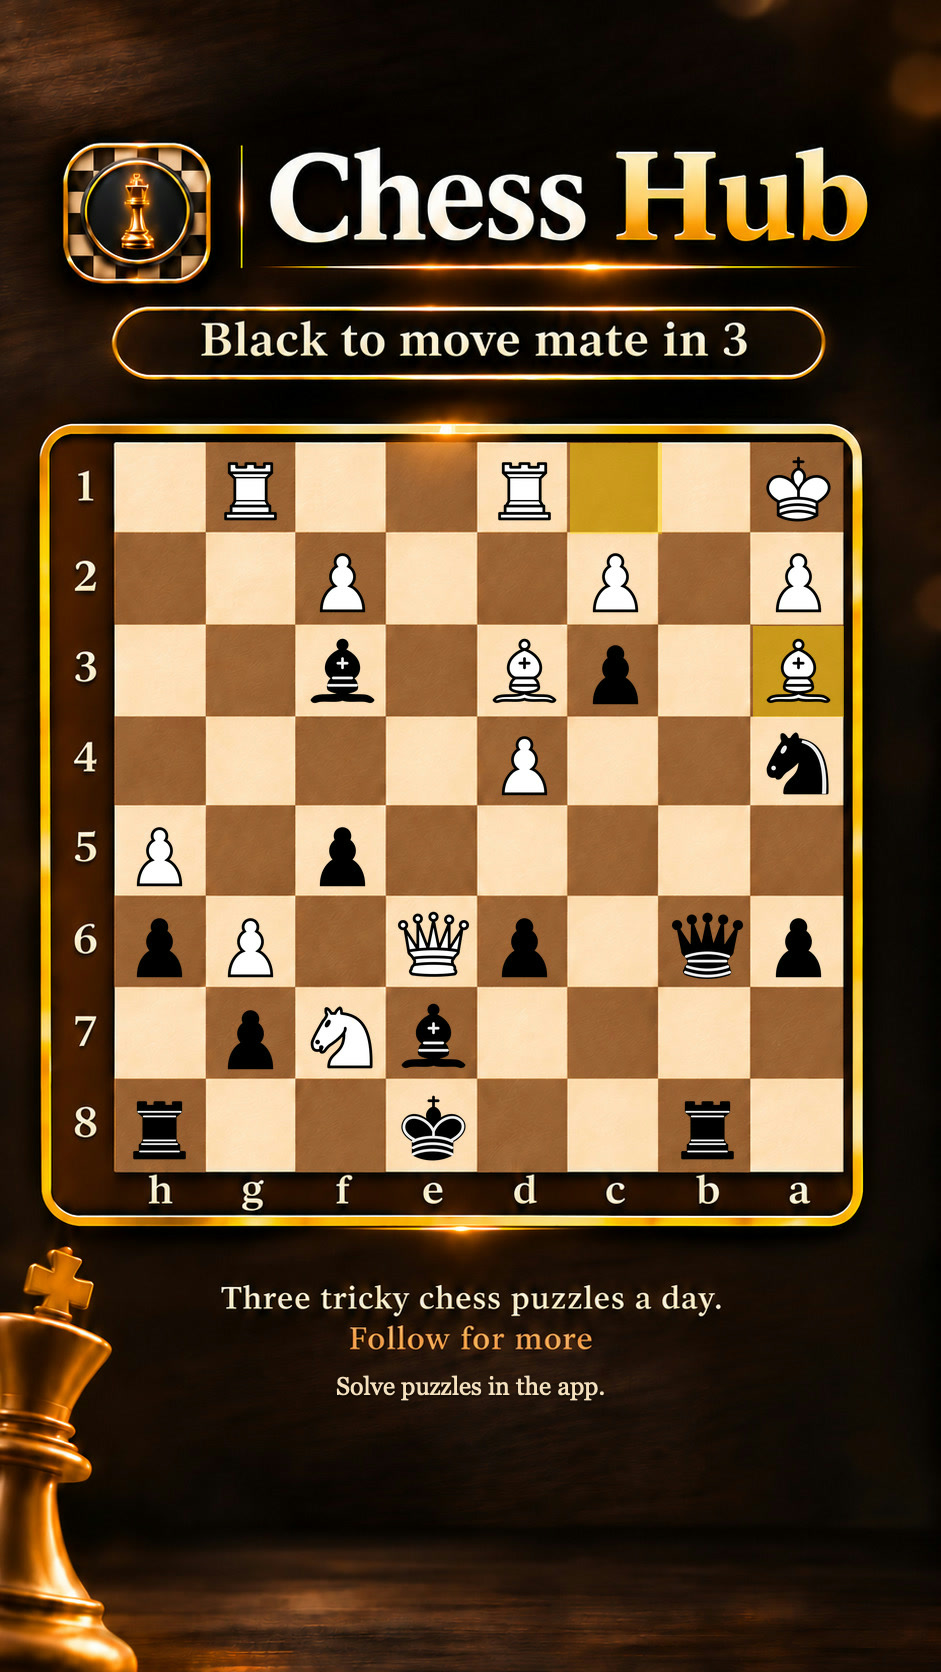 Chess Hub
Black to move mate in 3
1
2
3
4
5
6
7
8
h g f e d c b a
Three tricky chess puzzles a day.
Follow for more
Solve puzzles in the app.